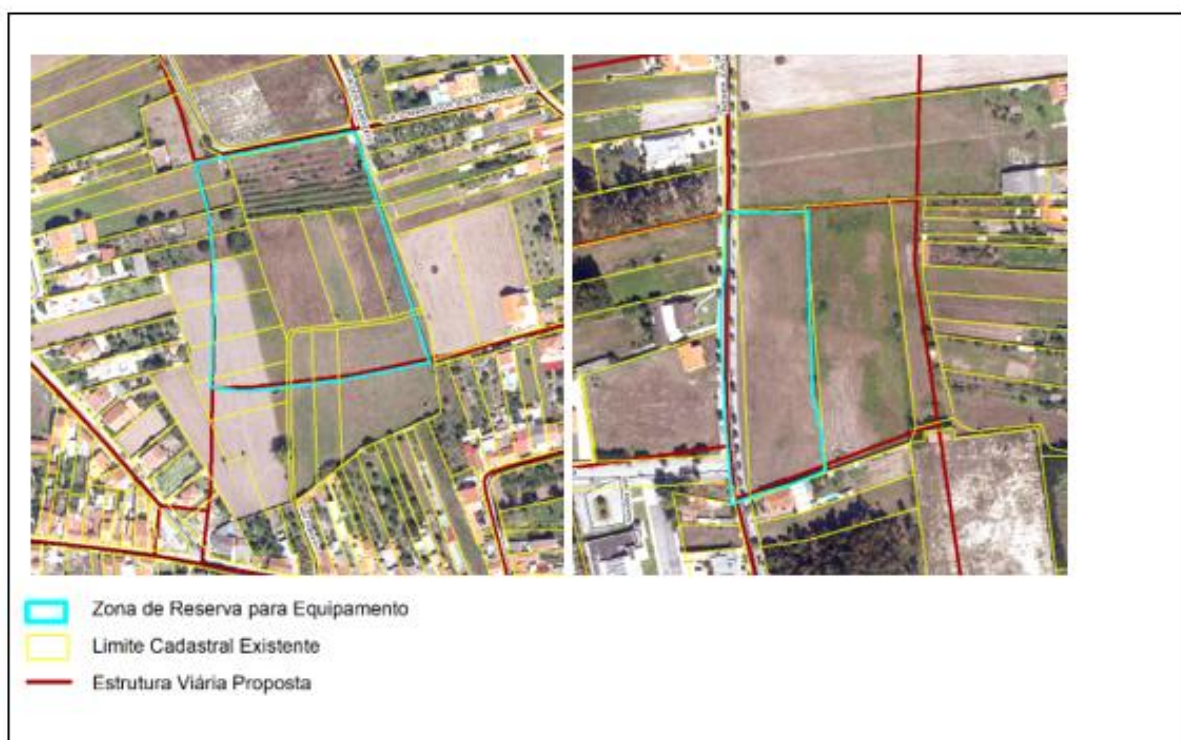 Zona de Reserva para Equipamento
Limite Cadastral Existente
Estrutura Viária Proposta